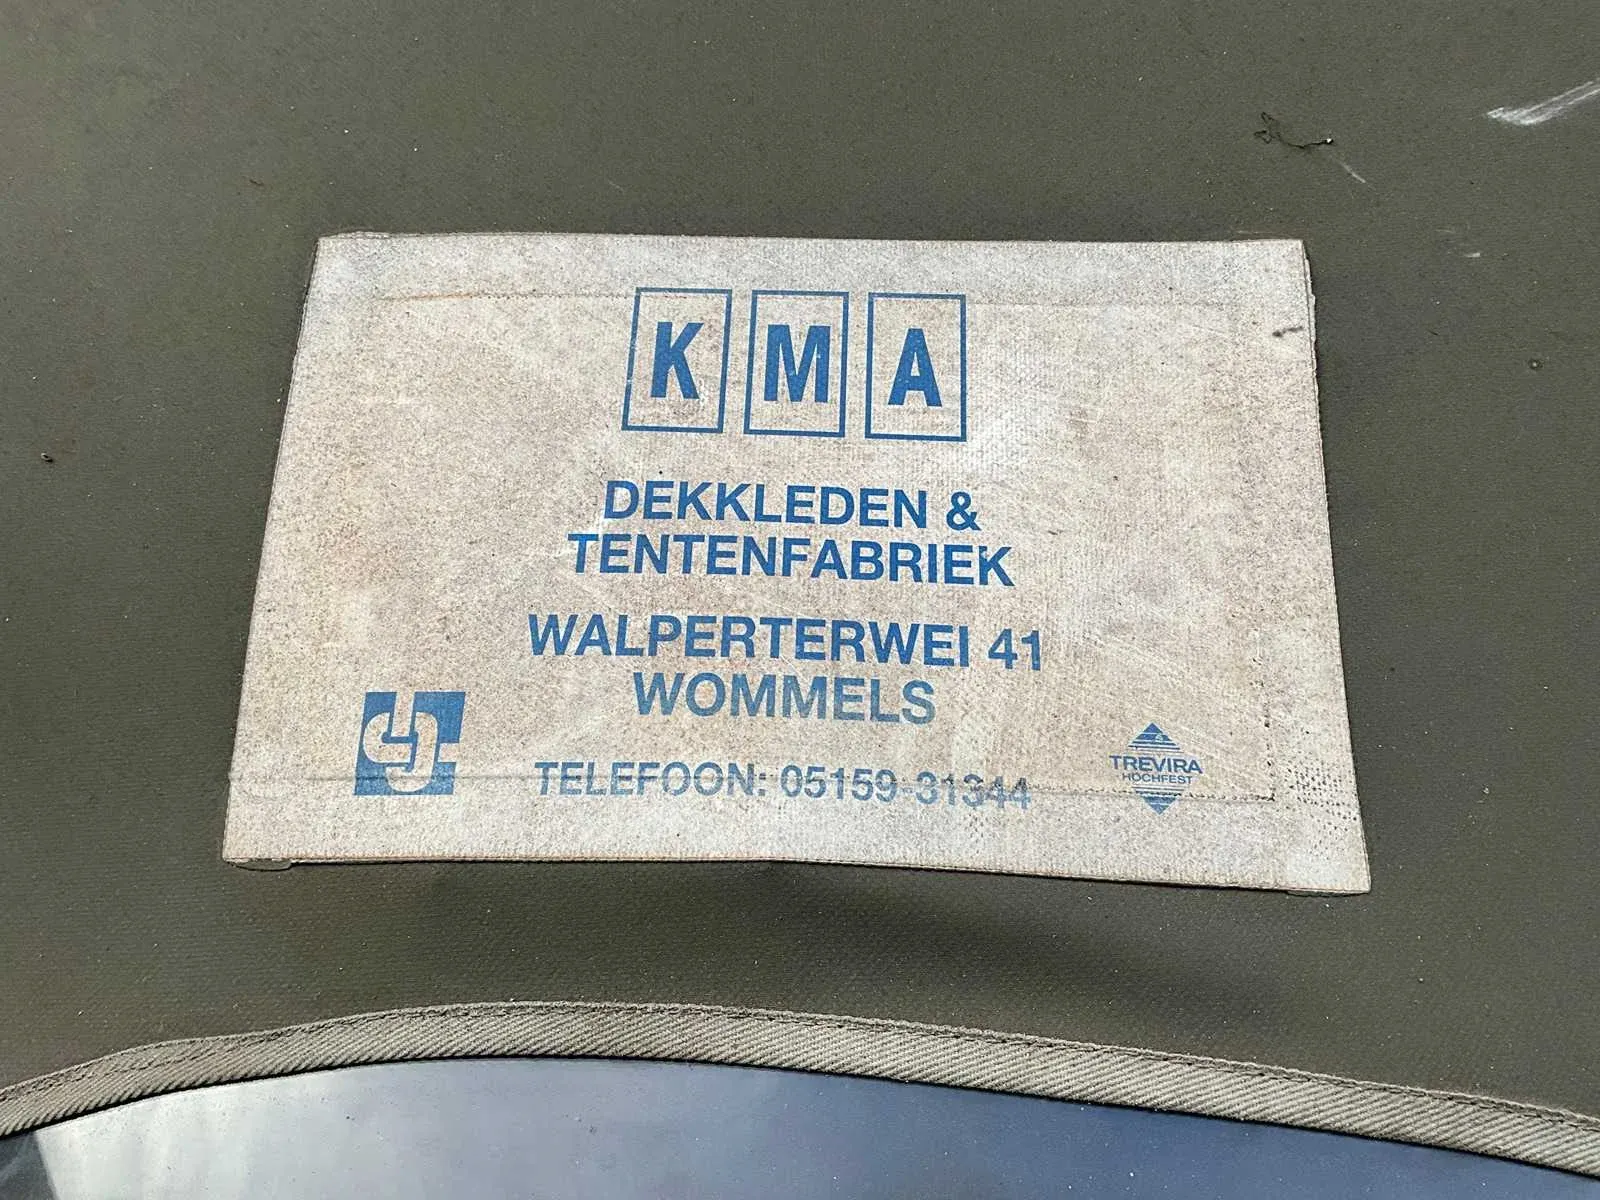 KMA
DEKKLEDEN &
TENTENFABRIEK
WALPERTERWEI 41
WOMMELS
TELEFOON: 05159-31344
TREVIRA
HOCHFEST